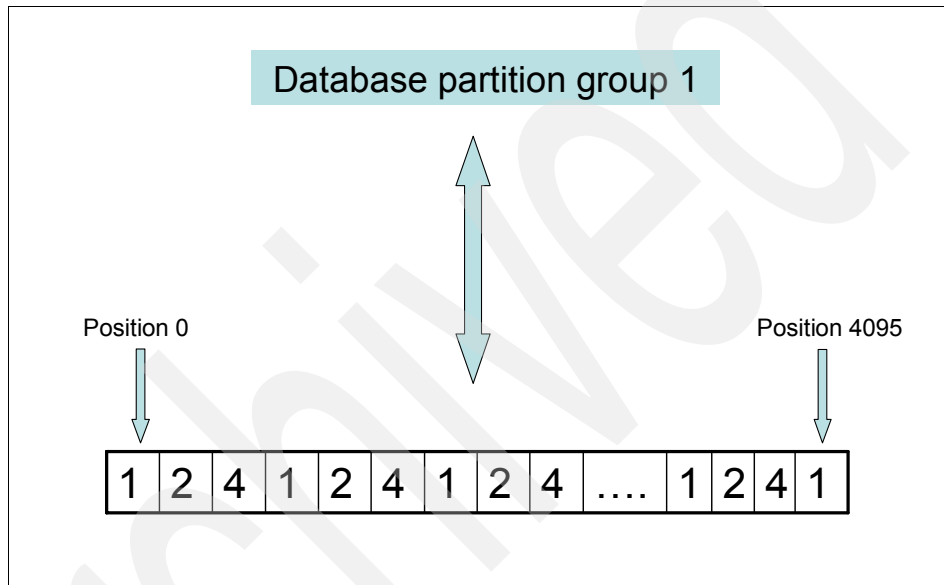 Database partition group 1
Position 0 Position 4095
1 2 4 1 2 4 1 2 4 .... 1 2 4 1
Archived